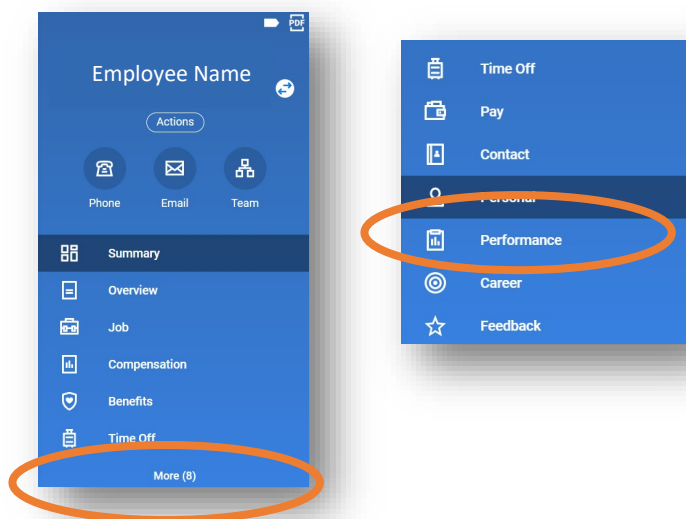 PDF
Employee Name
Actions
Phone Email Team
Summary
Overview
Job
Compensation
Benefits
Time Off
More (8)
Time Off
Pay
Contact
Personal
Performance
Career
Feedback